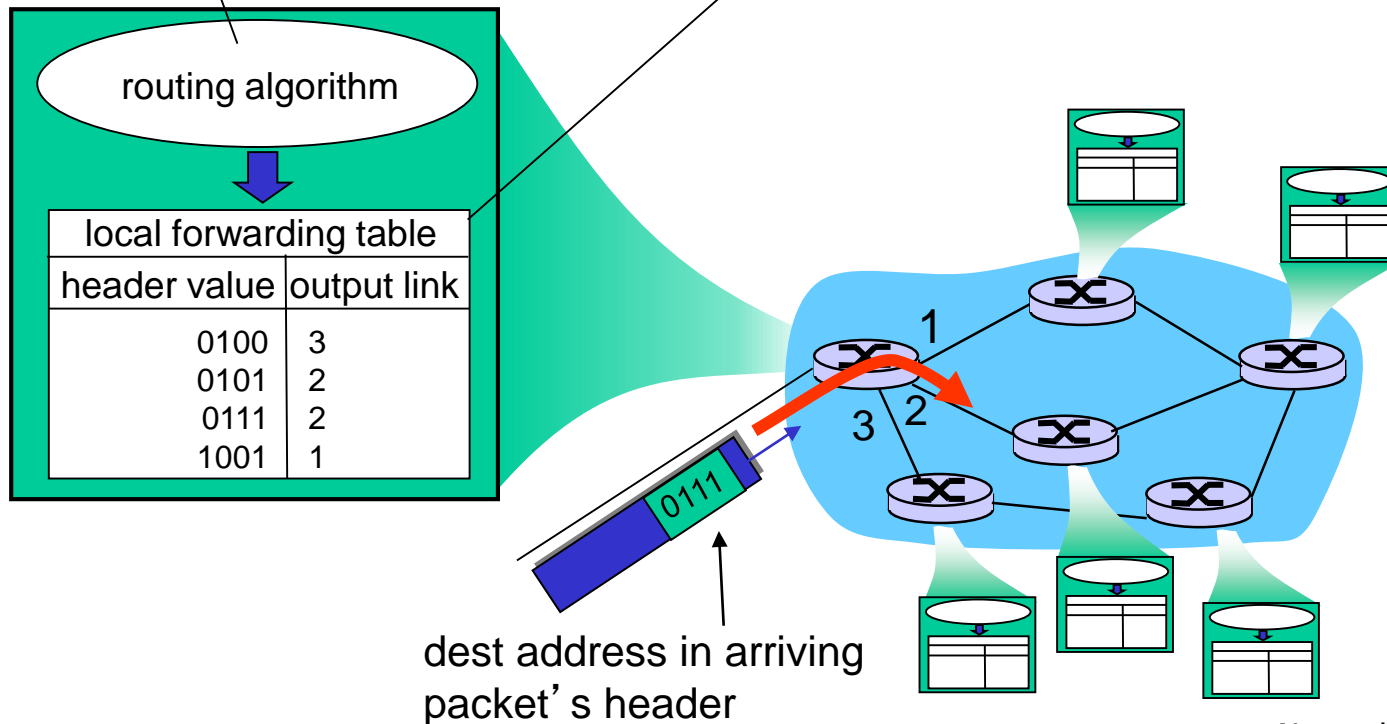 routing algorithm
local forwarding table
header value output link
0100 3
0101 2
0111 2
1001 1
1
2
3
0111
dest address in arriving
packet’s header